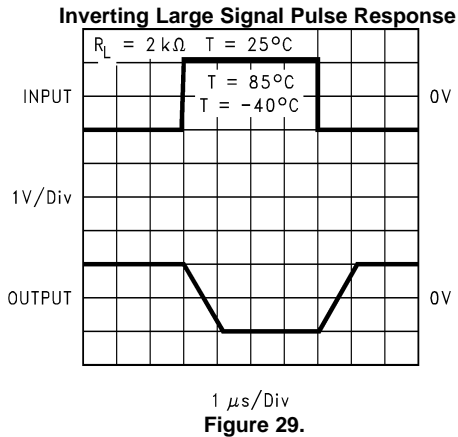 Inverting Large Signal Pulse Response
R_L = 2 kΩ T = 25°C
T = 85°C
T = -40°C
INPUT
0V
1V/Div
OUTPUT
0V
1 μs/Div
Figure 29.